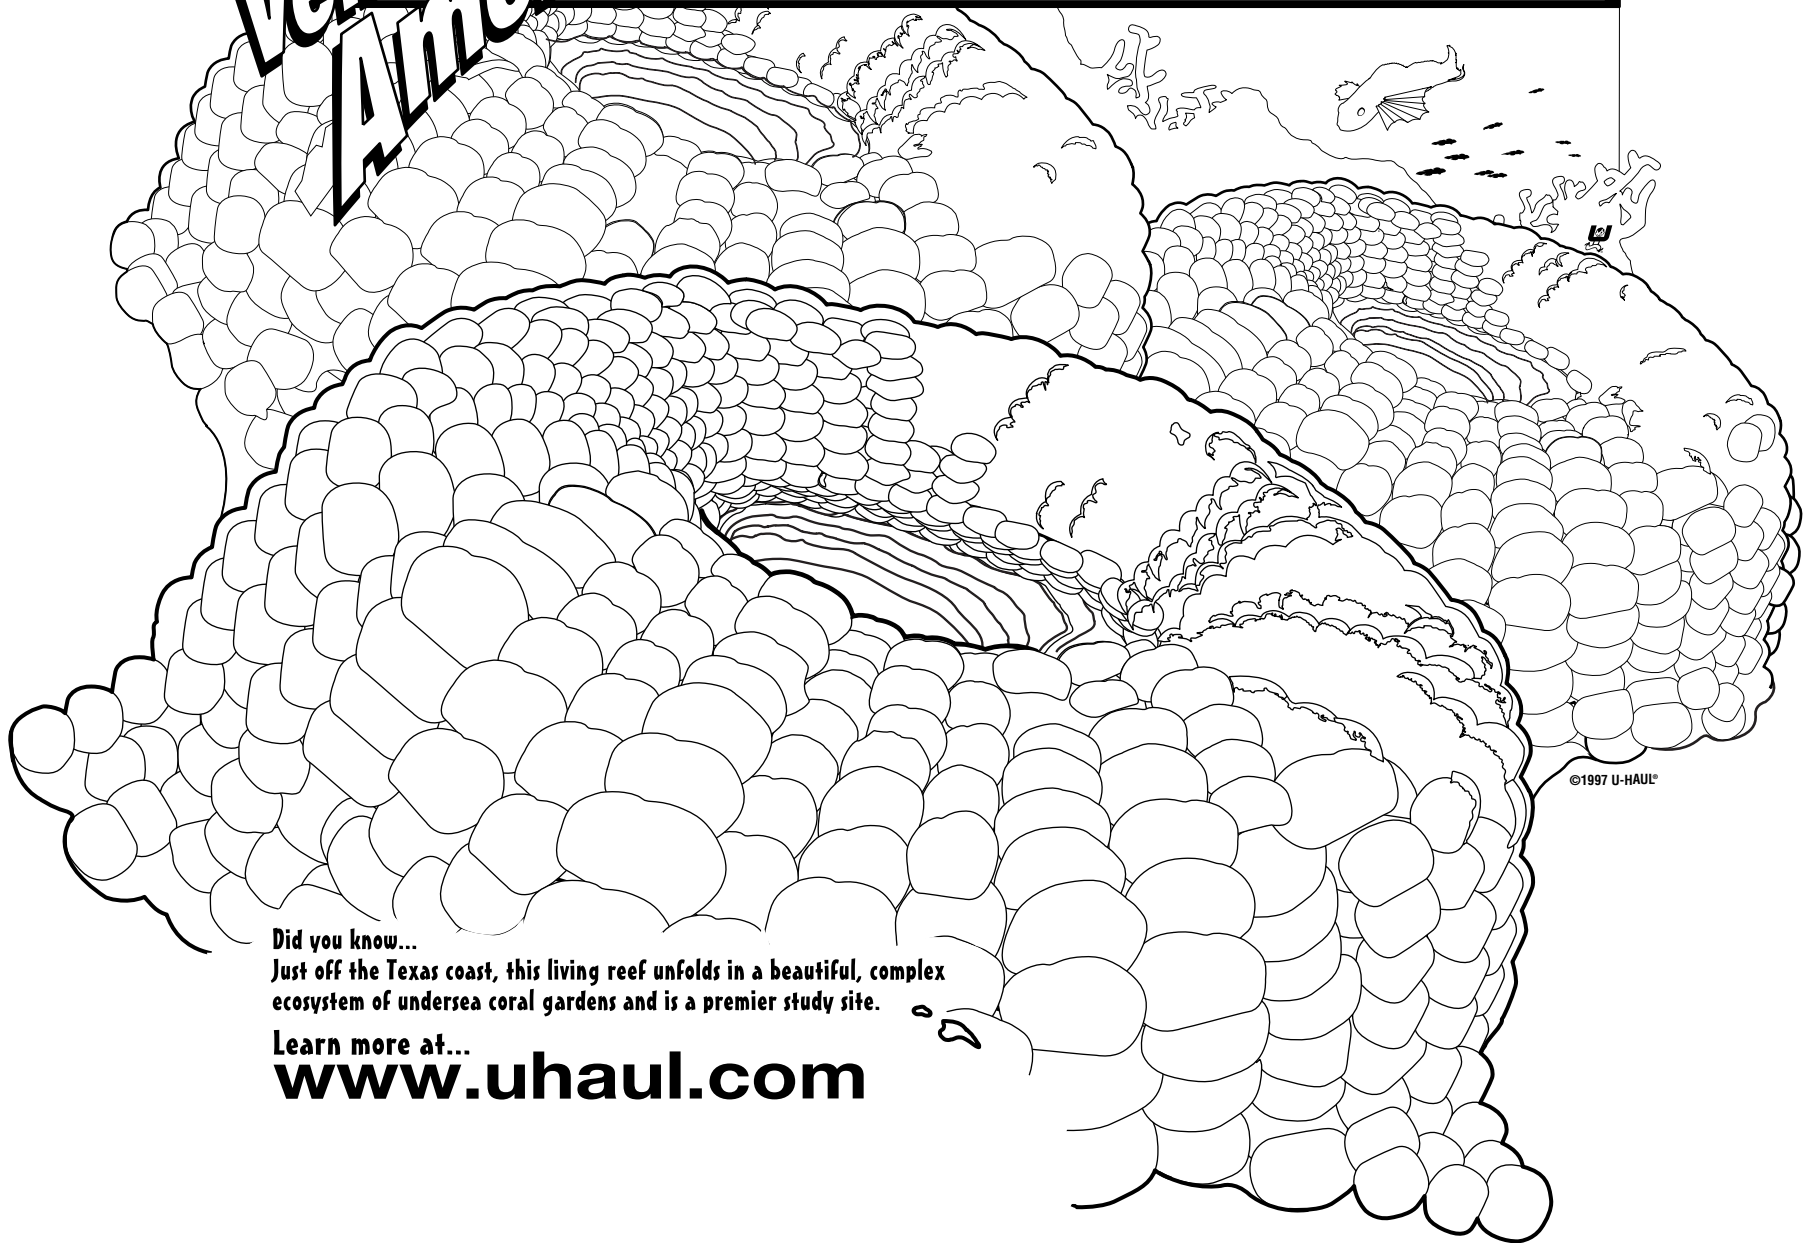 ©1997 U-HAUL®
Did you know...
Just off the Texas coast, this living reef unfolds in a beautiful, complex
ecosystem of undersea coral gardens and is a premier study site.
Learn more at...
www.uhaul.com